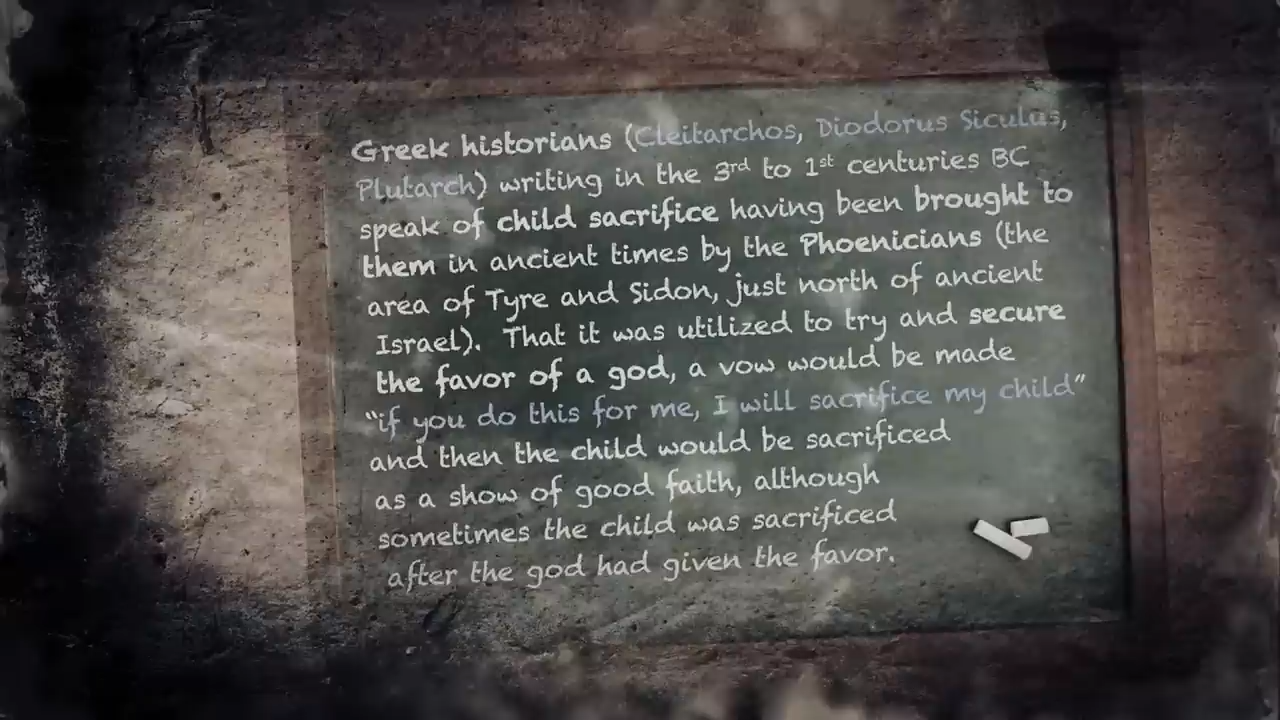 Greek historians (Cleitarchos, Diodorus Siculus,
Plutarch) writing in the 3rd to 1st centuries BC
speak of child sacrifice having been brought to
them in ancient times by the Phoenicians (the
area of Tyre and Sidon, just north of ancient
Israel). That it was utilized to try and secure
the favor of a god, a vow would be made
“if you do this for me, I will sacrifice my child”
and then the child would be sacrificed
as a show of good faith, although
sometimes the child was sacrificed
after the god had given the favor.